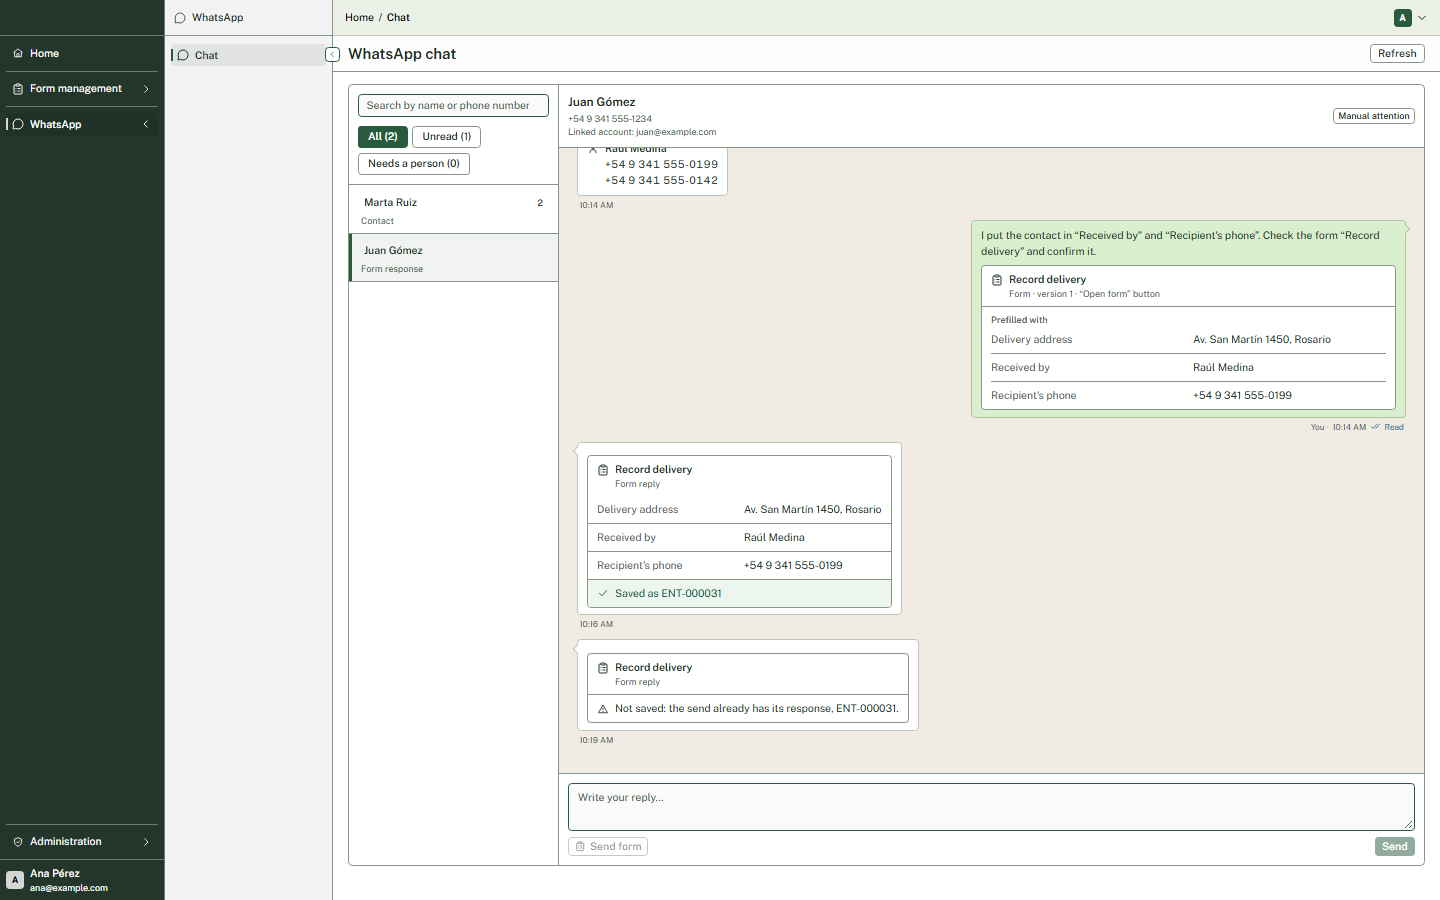 WhatsApp
Home / Chat
A
Home
Form management
WhatsApp
Chat
WhatsApp chat
Refresh
Search by name or phone number
All (2)
Unread (1)
Needs a person (0)
Marta Ruiz
2
Contact
Juan Gómez
Form response
Juan Gómez
+54 9 341 555-1234
Linked account: juan@example.com
Manual attention
Raúl Medina
+54 9 341 555-0199
+54 9 341 555-0142
10:14 AM
I put the contact in “Received by” and “Recipient's phone”. Check the form “Record
delivery” and confirm it.
Record delivery
Form · version 1 · “Open form” button
Prefilled with
Delivery address
Av. San Martín 1450, Rosario
Received by
Raúl Medina
Recipient's phone
+54 9 341 555-0199
You · 10:14 AM
Read
Record delivery
Form reply
Delivery address
Av. San Martín 1450, Rosario
Received by
Raúl Medina
Recipient's phone
+54 9 341 555-0199
Saved as ENT-000031
10:16 AM
Record delivery
Form reply
Not saved: the send already has its response, ENT-000031.
10:19 AM
Write your reply...
Send form
Send
Administration
A
Ana Pérez
ana@example.com